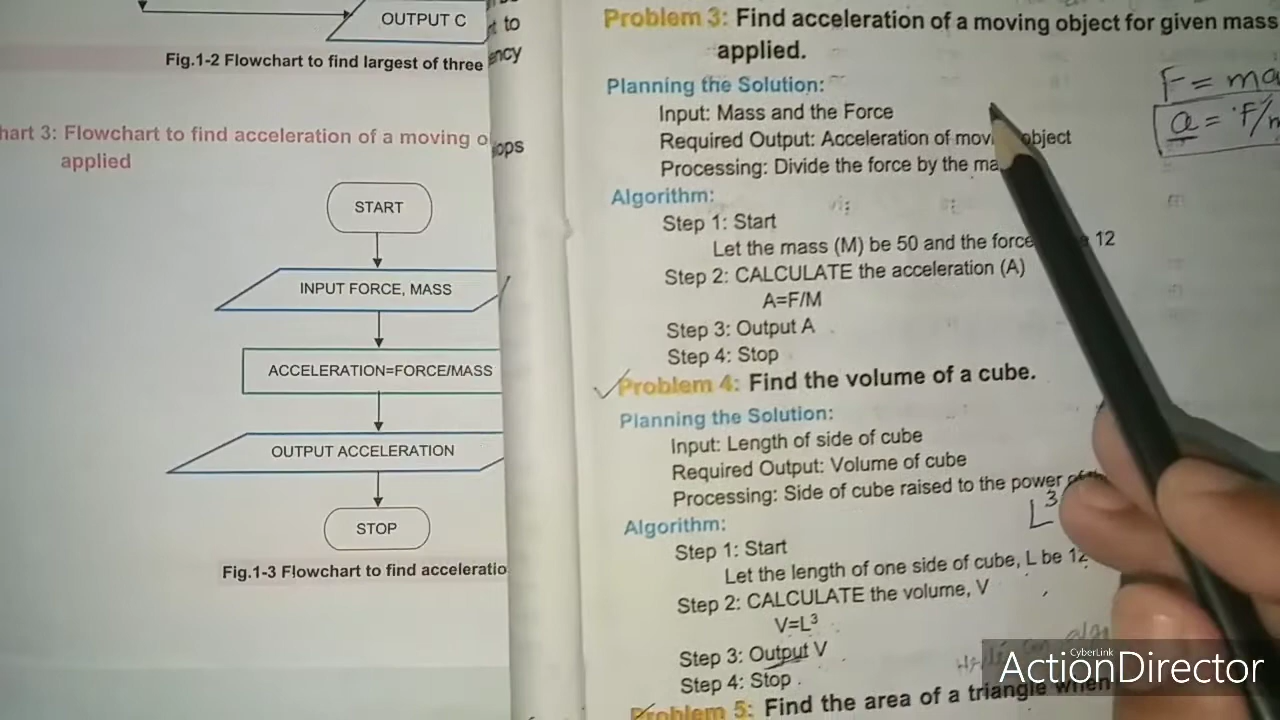 OUTPUT C
Fig.1-2 Flowchart to find largest of three
hart 3: Flowchart to find acceleration of a moving o
applied
START
INPUT FORCE, MASS
ACCELERATION=FORCE/MASS
OUTPUT ACCELERATION
STOP
Fig.1-3 Flowchart to find acceleratio
to
ency
ops
Problem 3: Find acceleration of a moving object for given mass
applied.
Planning the Solution:
Input: Mass and the Force
Required Output: Acceleration of movi object
Processing: Divide the force by the ma
Algorithm:
Step 1: Start
Let the mass (M) be 50 and the force 12
Step 2: CALCULATE the acceleration (A)
A=F/M
Step 3: Output A
Step 4: Stop
F = ma
a = F/m
Problem 4: Find the volume of a cube.
Planning the Solution:
Input: Length of side of cube
Required Output: Volume of cube
Processing: Side of cube raised to the power of
L³
Algorithm:
Step 1: Start
Let the length of one side of cube, L be 12
Step 2: CALCULATE the volume, V
V=L³
Step 3: Output V
Step 4: Stop
Problem 5: Find the area of a triangle when
CyberLink
ActionDirector